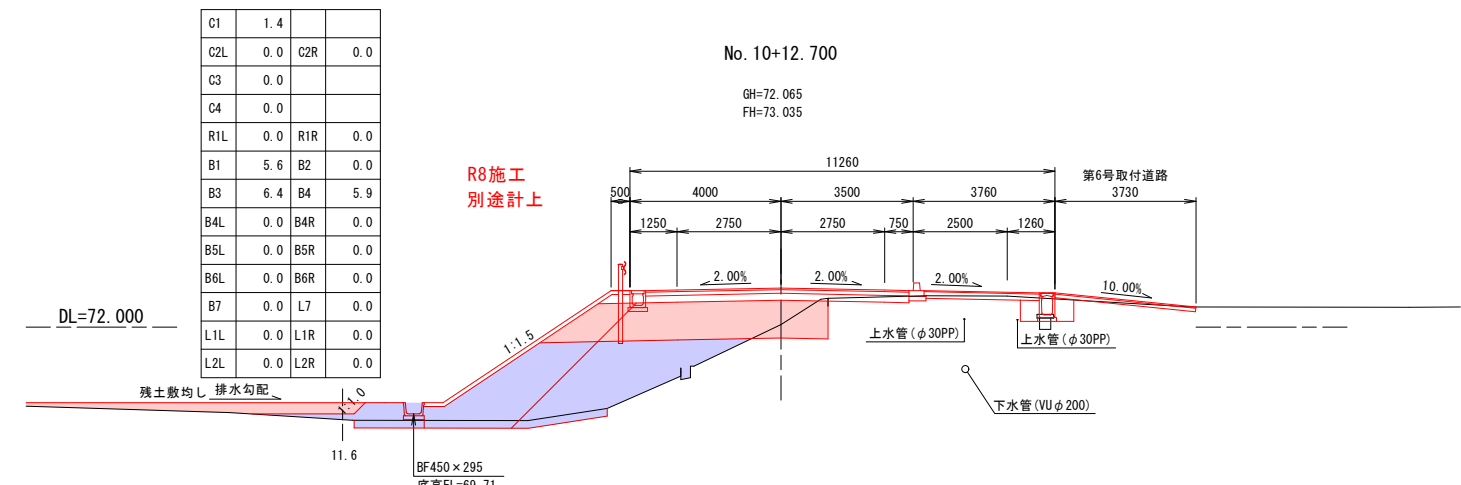 C1 1.4
C2L 0.0 C2R 0.0
C3 0.0
C4 0.0
R1L 0.0 R1R 0.0
B1 5.6 B2 0.0
B3 6.4 B4 5.9
B4L 0.0 B4R 0.0
B5L 0.0 B5R 0.0
B6L 0.0 B6R 0.0
B7 0.0 L7 0.0
L1L 0.0 L1R 0.0
L2L 0.0 L2R 0.0
No.10+12.700
GH=72.065
FH=73.035
R8施工
別途計上
11260
第6号取付道路
500 4000 3500 3760 3730
1250 2750 2750 750 2500 1260
2.00% 2.00% 2.00% 10.00%
DL=72.000
1:1.5
上水管(φ30PP)
上水管(φ30PP)
残土敷均し 排水勾配
1:1.0
下水管(VUφ200)
11.6
BF450×295
底高EL=69.71